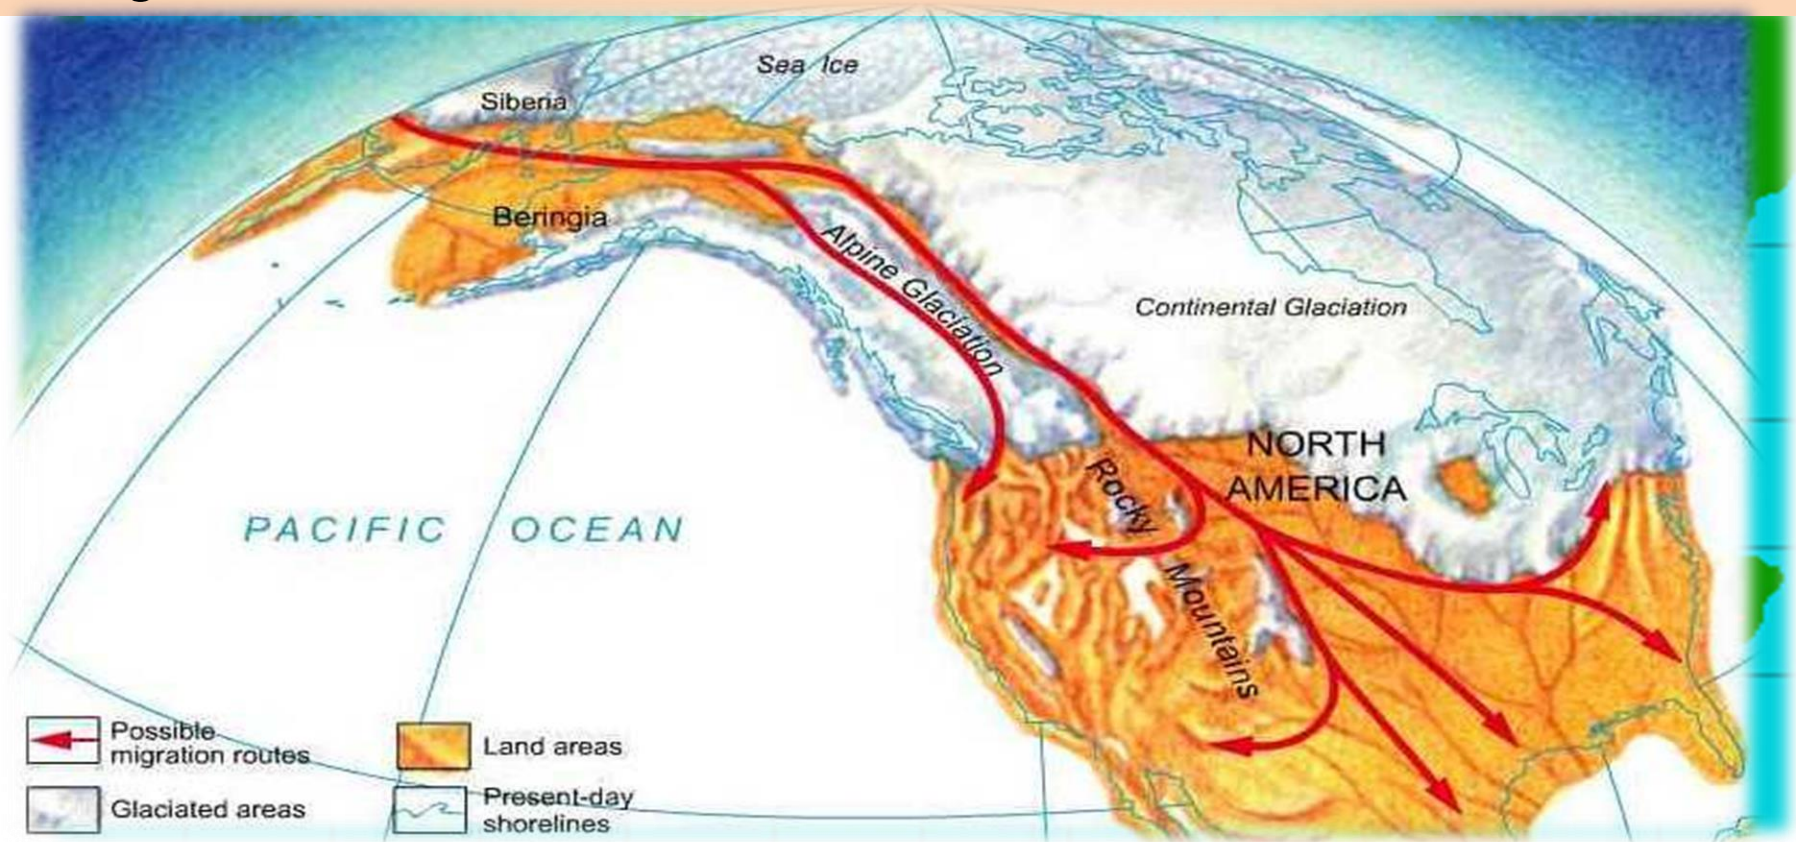 Sea Ice
Siberia
Beringia
Alpine Glaciation
Continental Glaciation
NORTH
AMERICA
Rocky
Mountains
PACIFIC OCEAN
Possible
migration routes
Land areas
Glaciated areas
Present-day
shorelines